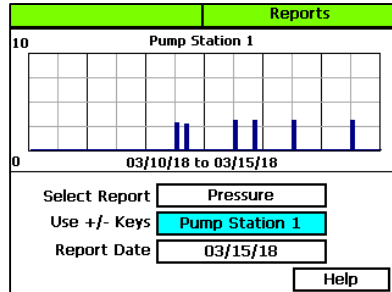 Reports
10
Pump Station 1
0
03/10/18 to 03/15/18
Select Report Pressure
Use +/- Keys Pump Station 1
Report Date 03/15/18
Help